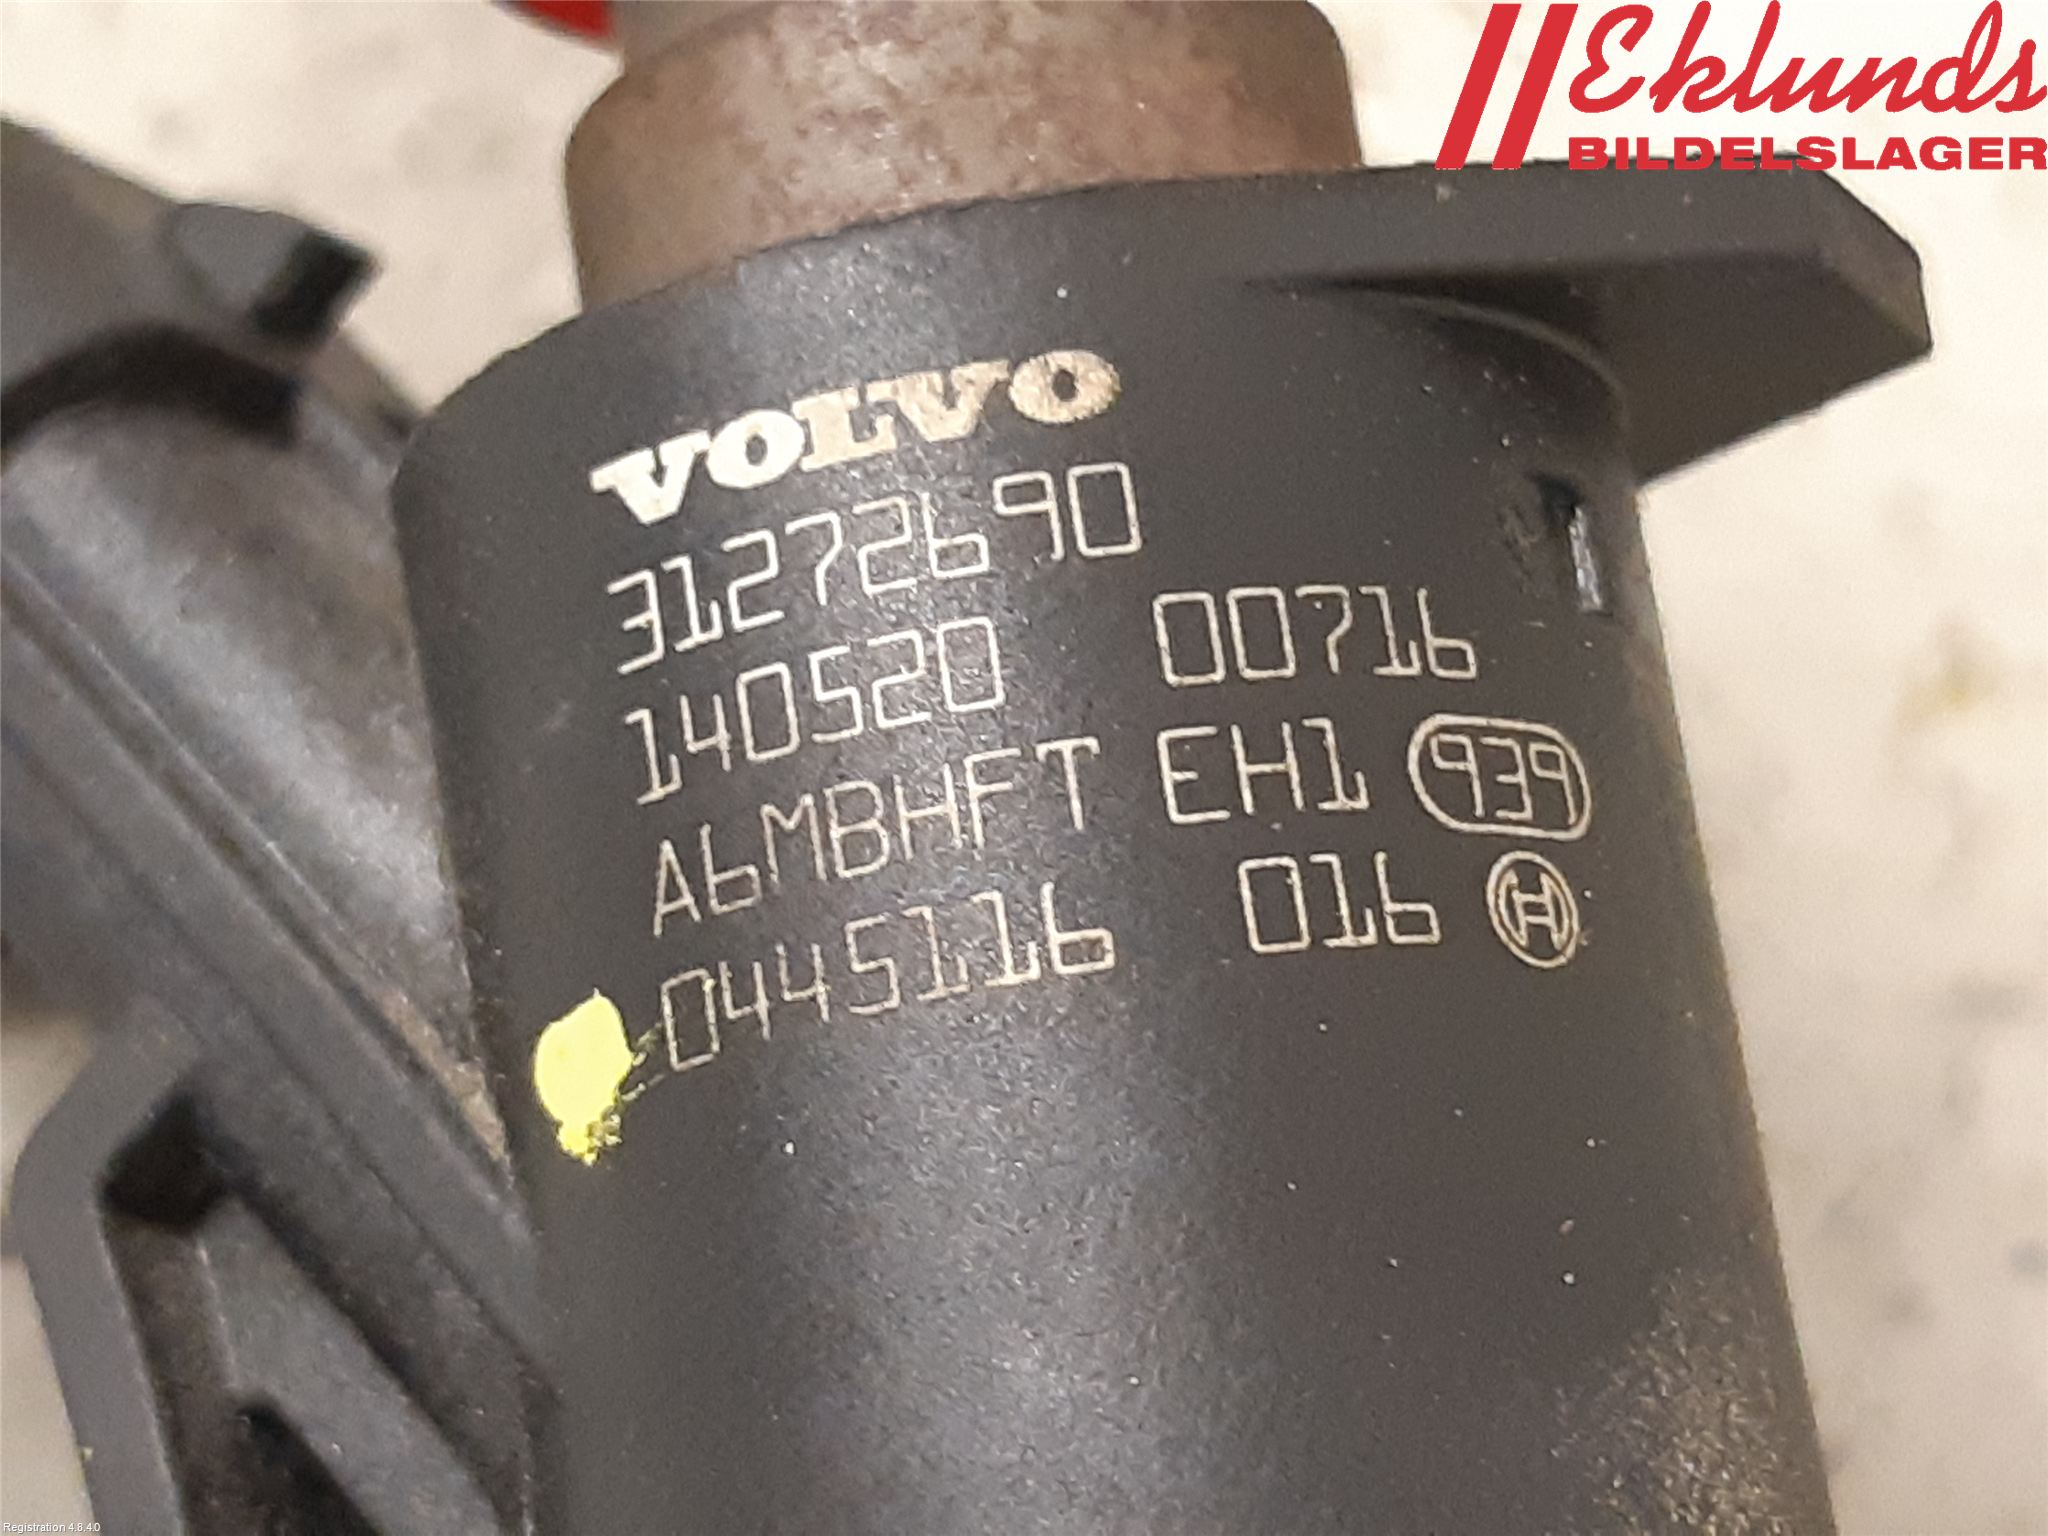 Eklunds
BILDELSLAGER
VOLVO
31272690
140520 00716
A6MBHFT EH1 939
0445116 016
Registration 4.8.4.0